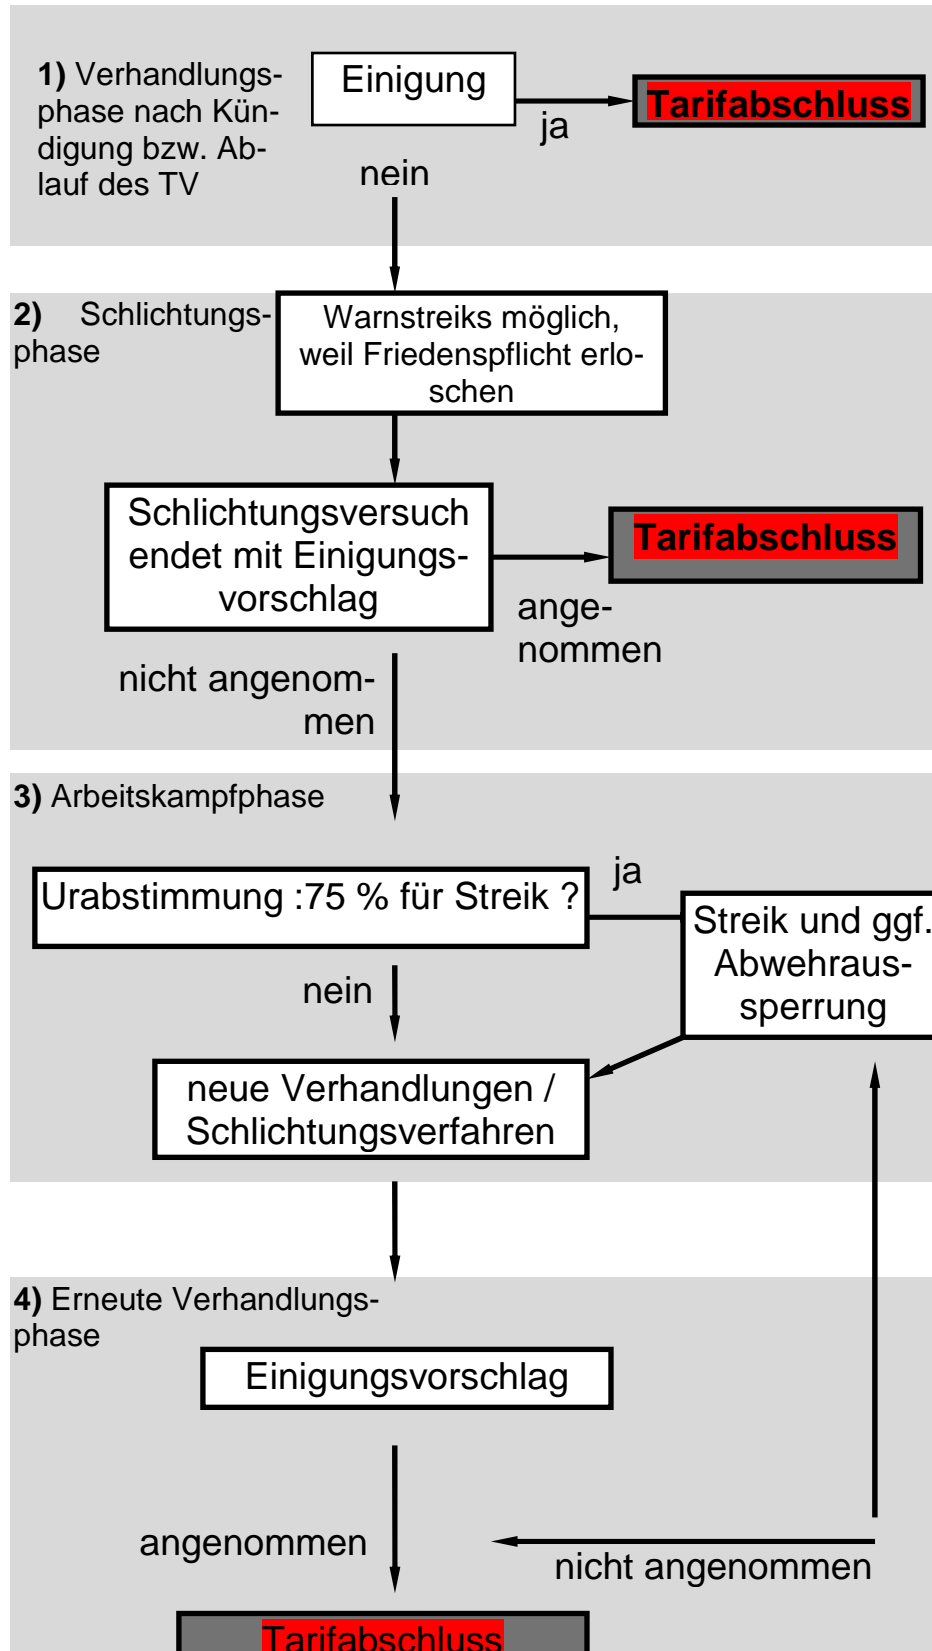 1) Verhandlungs-
phase nach Kün-
digung bzw. Ab-
lauf des TV
Einigung
ja
Tarifabschluss
nein
2) Schlichtungs-
phase
Warnstreiks möglich,
weil Friedenspflicht erlo-
schen
Schlichtungsversuch
endet mit Einigungs-
vorschlag
Tarifabschluss
ange-
nommen
nicht angenom-
men
3) Arbeitskampfphase
Urabstimmung :75 % für Streik ?
ja
Streik und ggf.
Abwehraus-
sperrung
nein
neue Verhandlungen /
Schlichtungsverfahren
4) Erneute Verhandlungs-
phase
Einigungsvorschlag
angenommen
nicht angenommen
Tarifabschluss